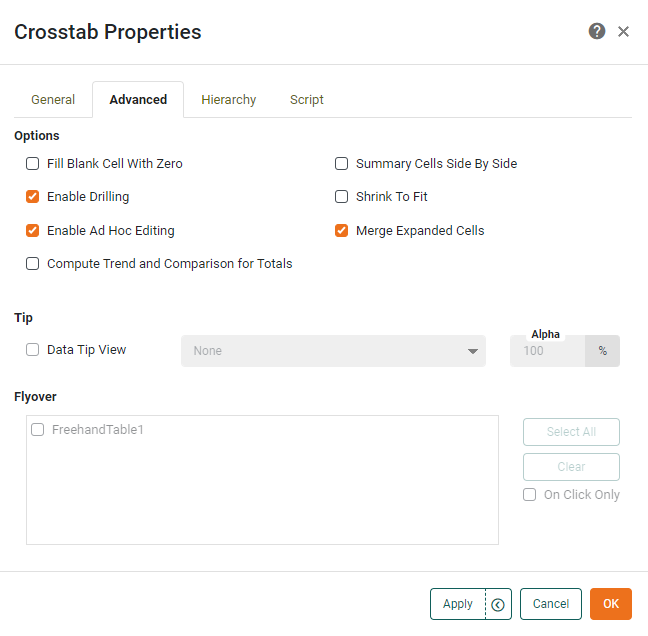 Crosstab Properties
General Advanced Hierarchy Script
Options
Fill Blank Cell With Zero Summary Cells Side By Side
Enable Drilling Shrink To Fit
Enable Ad Hoc Editing Merge Expanded Cells
Compute Trend and Comparison for Totals
Tip
Alpha
Data Tip View None 100 %
Flyover
FreehandTable1 Select All
Clear
On Click Only
Apply Cancel OK